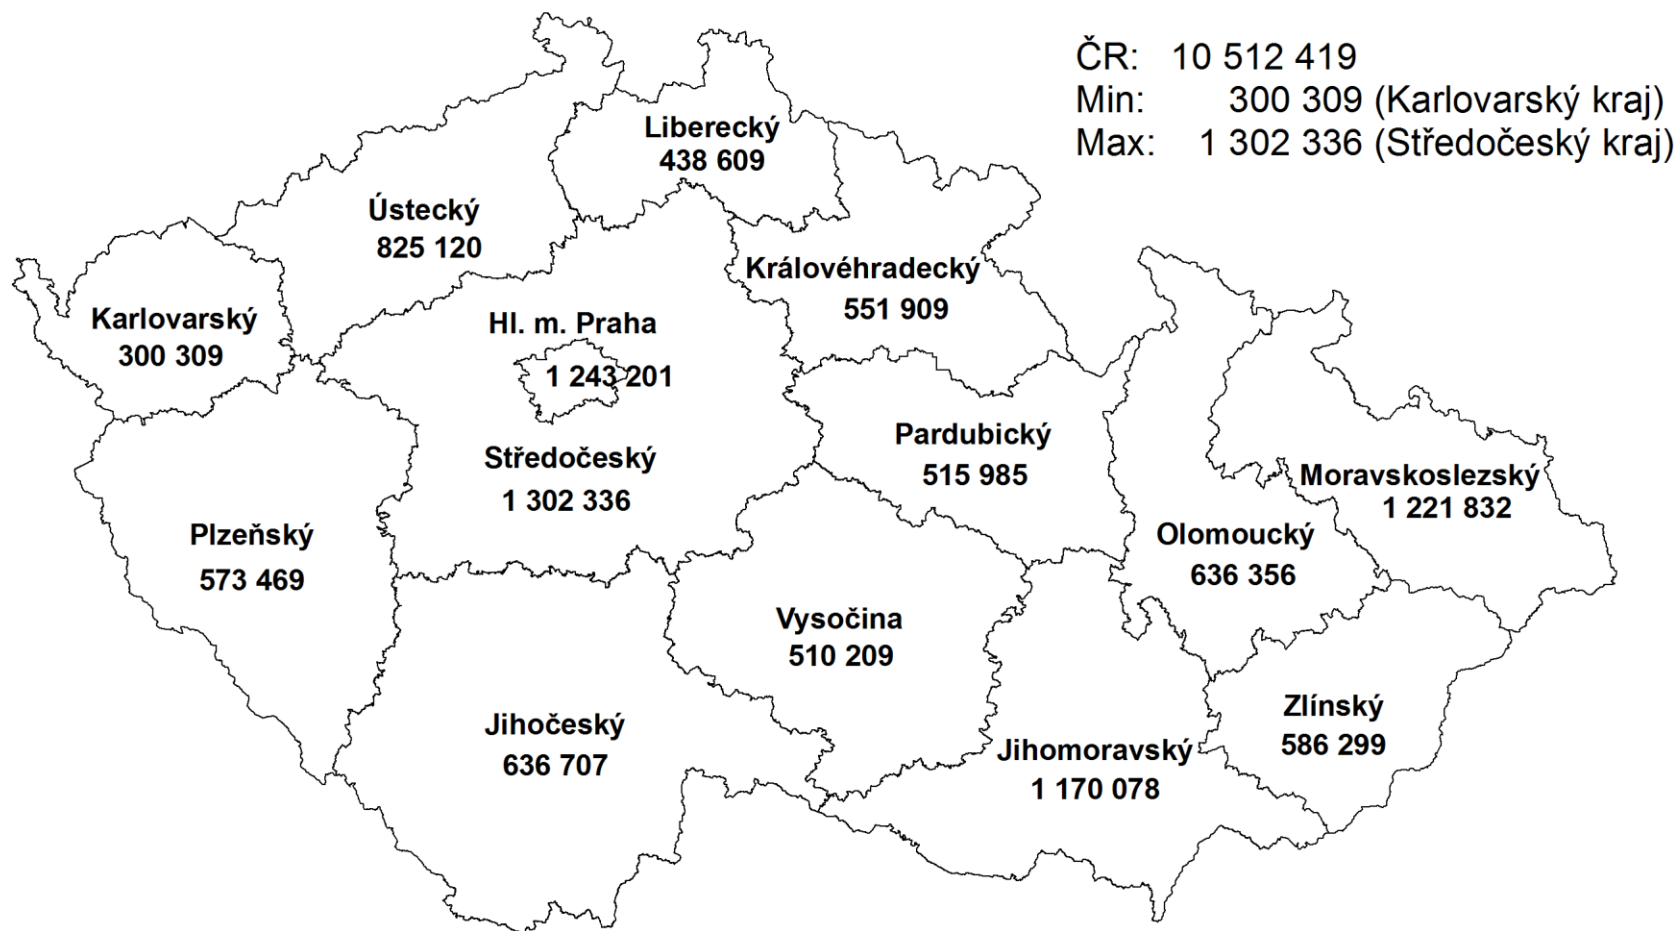 ČR: 10 512 419
Min: 300 309 (Karlovarský kraj)
Max: 1 302 336 (Středočeský kraj)
Liberecký
438 609
Ústecký
825 120
Královéhradecký
551 909
Karlovarský
300 309
Hl. m. Praha
1 243 201
Středočeský
1 302 336
Pardubický
515 985
Moravskoslezský
1 221 832
Plzeňský
573 469
Olomoucký
636 356
Vysočina
510 209
Jihočeský
636 707
Jihomoravský
1 170 078
Zlínský
586 299